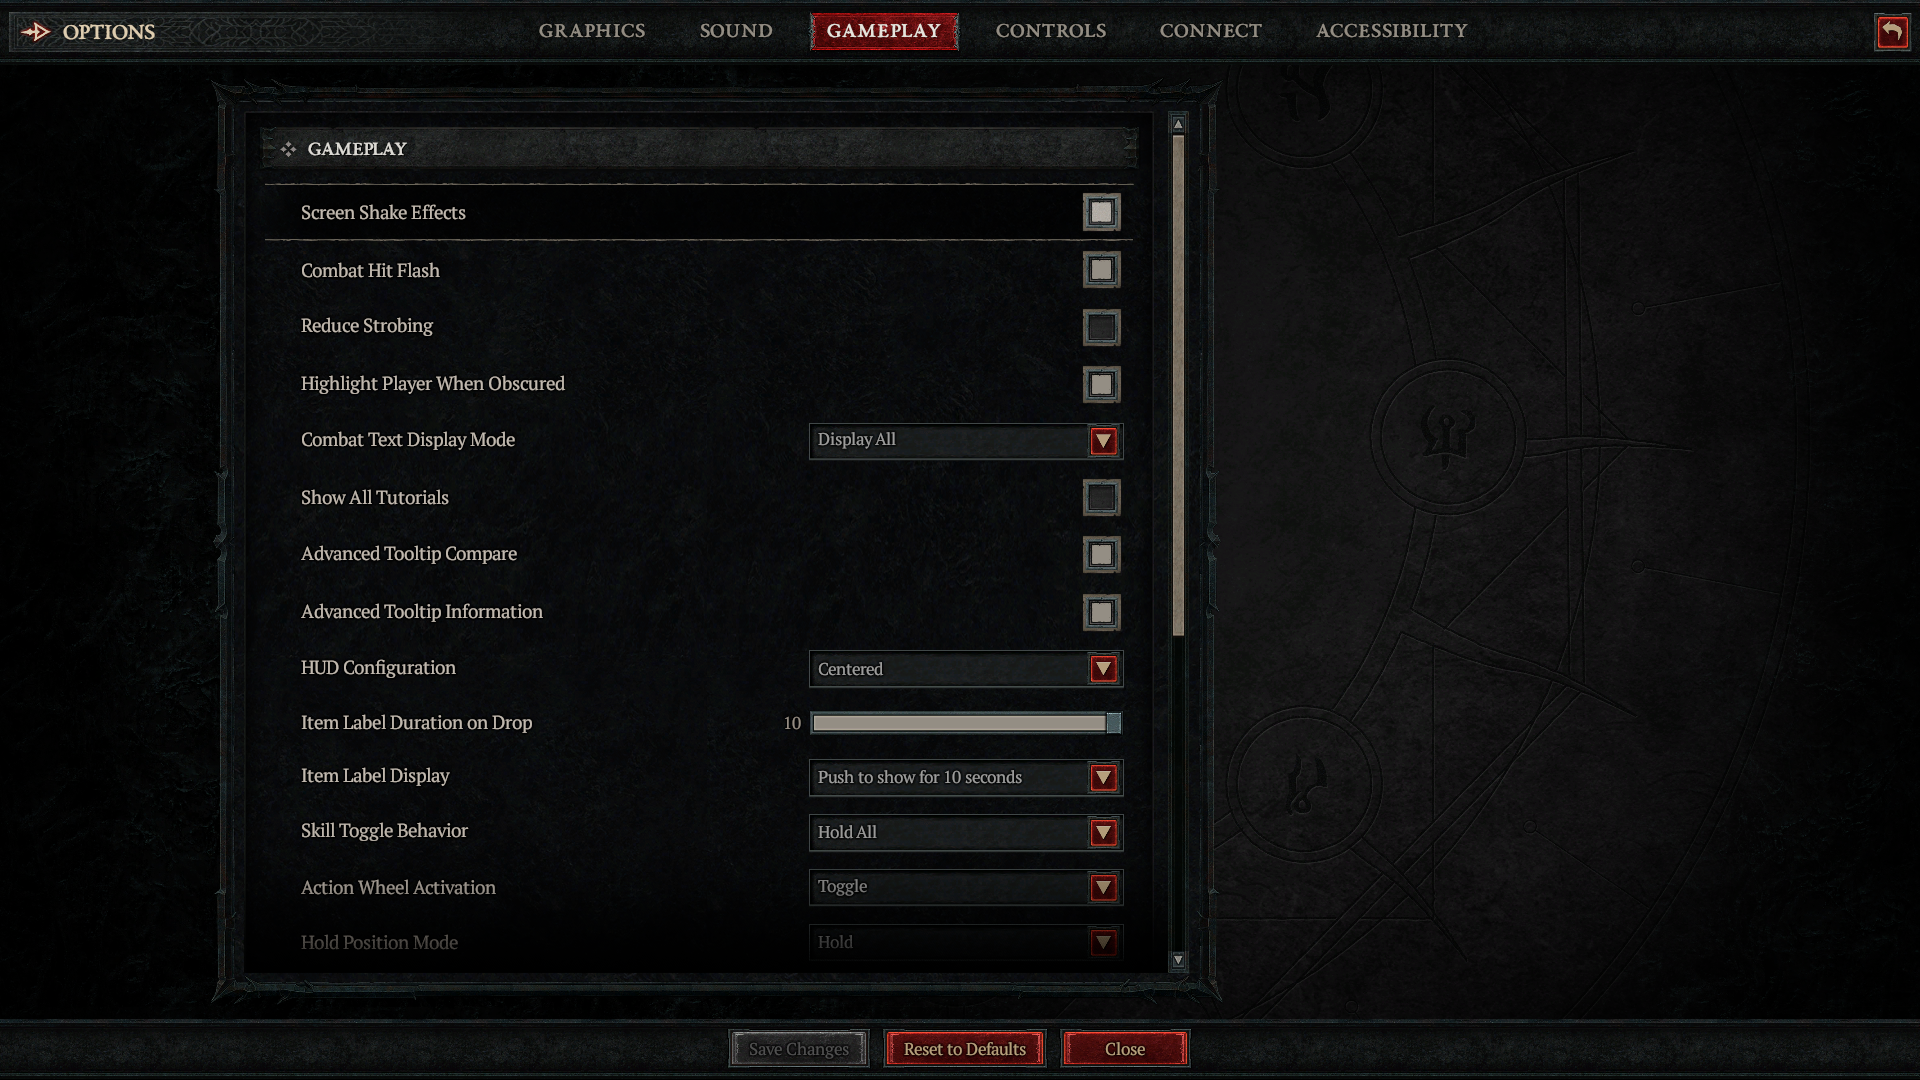 OPTIONS
GRAPHICS SOUND GAMEPLAY CONTROLS CONNECT ACCESSIBILITY
GAMEPLAY
Screen Shake Effects
Combat Hit Flash
Reduce Strobing
Highlight Player When Obscured
Combat Text Display Mode Display All
Show All Tutorials
Advanced Tooltip Compare
Advanced Tooltip Information
HUD Configuration Centered
Item Label Duration on Drop 10
Item Label Display Push to show for 10 seconds
Skill Toggle Behavior Hold All
Action Wheel Activation Toggle
Hold Position Mode Hold
Save Changes Reset to Defaults Close